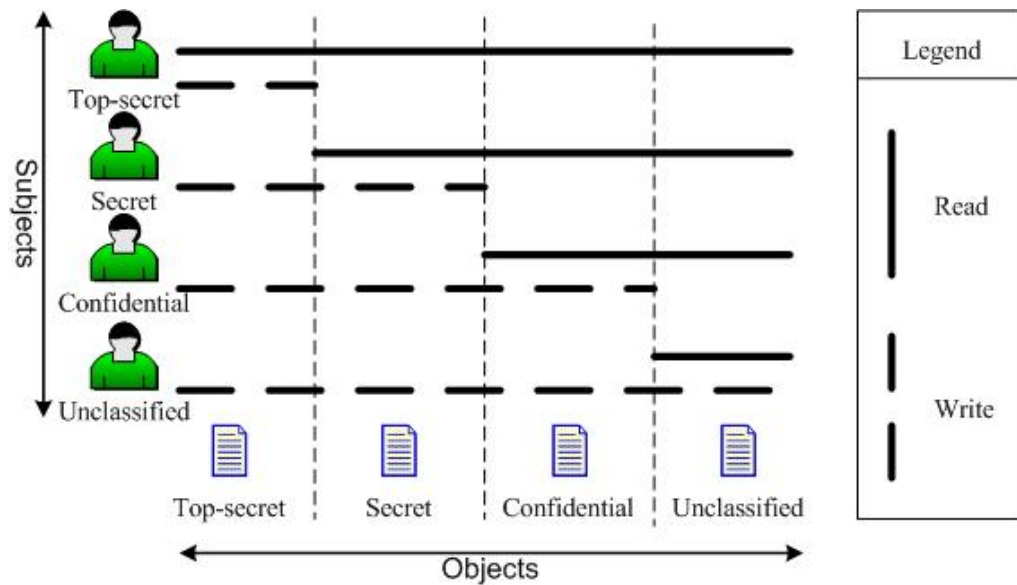 Legend
Top-secret
Secret
Confidential
Unclassified
Subjects
Read
Write
Top-secret
Secret
Confidential
Unclassified
Objects